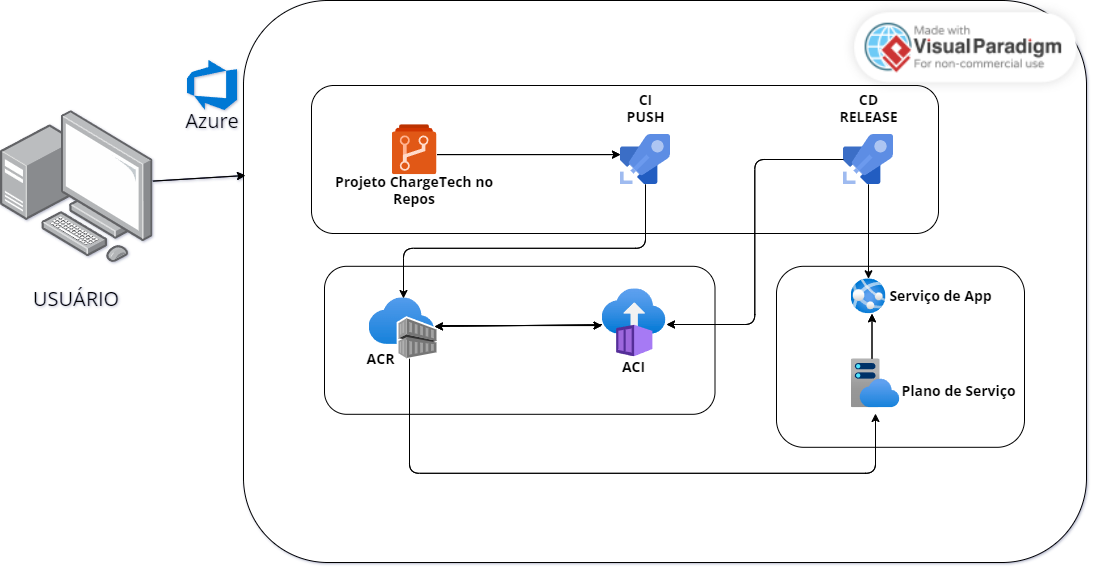 Made with
Visual Paradigm
For non-commercial use
Azure
USUÁRIO
CI
PUSH
CD
RELEASE
Projeto ChargeTech no
Repos
ACR
ACI
Serviço de App
Plano de Serviço